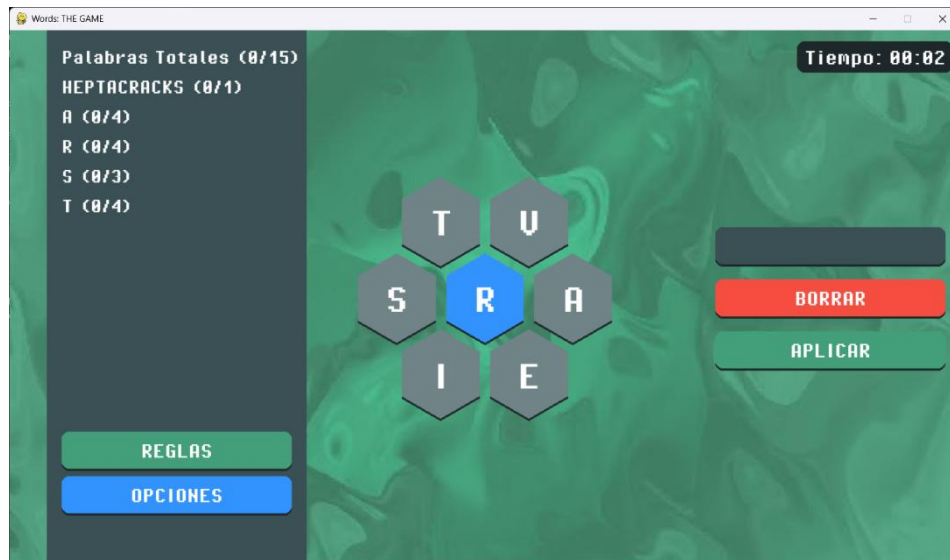 Words: THE GAME
Palabras Totales (0/15)
HEPTACRACKS (0/1)
A (0/4)
R (0/4)
S (0/3)
T (0/4)
Tiempo: 00:02
T U
S R A
I E
BORRAR
APLICAR
REGLAS
OPCIONES